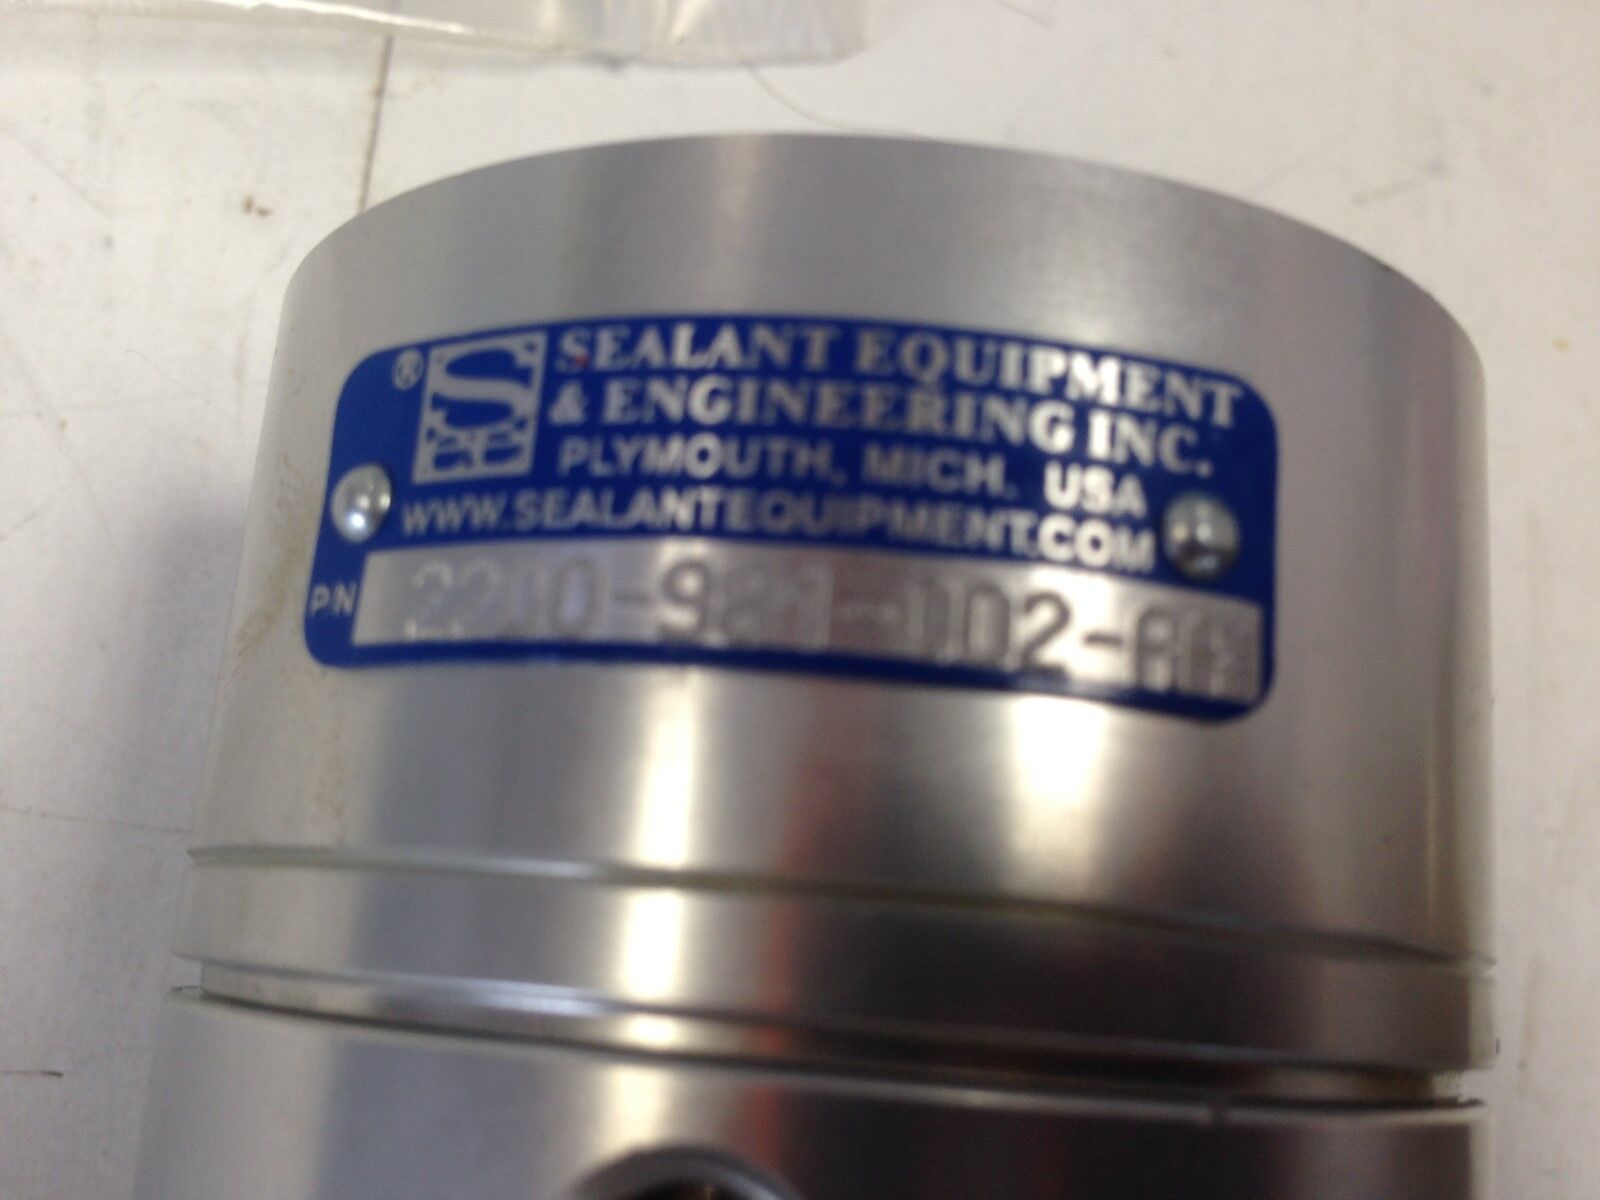 ® S
SEALANT EQUIPMENT
& ENGINEERING INC.
PLYMOUTH, MICH. USA
WWW.SEALANTEQUIPMENT.COM
PN